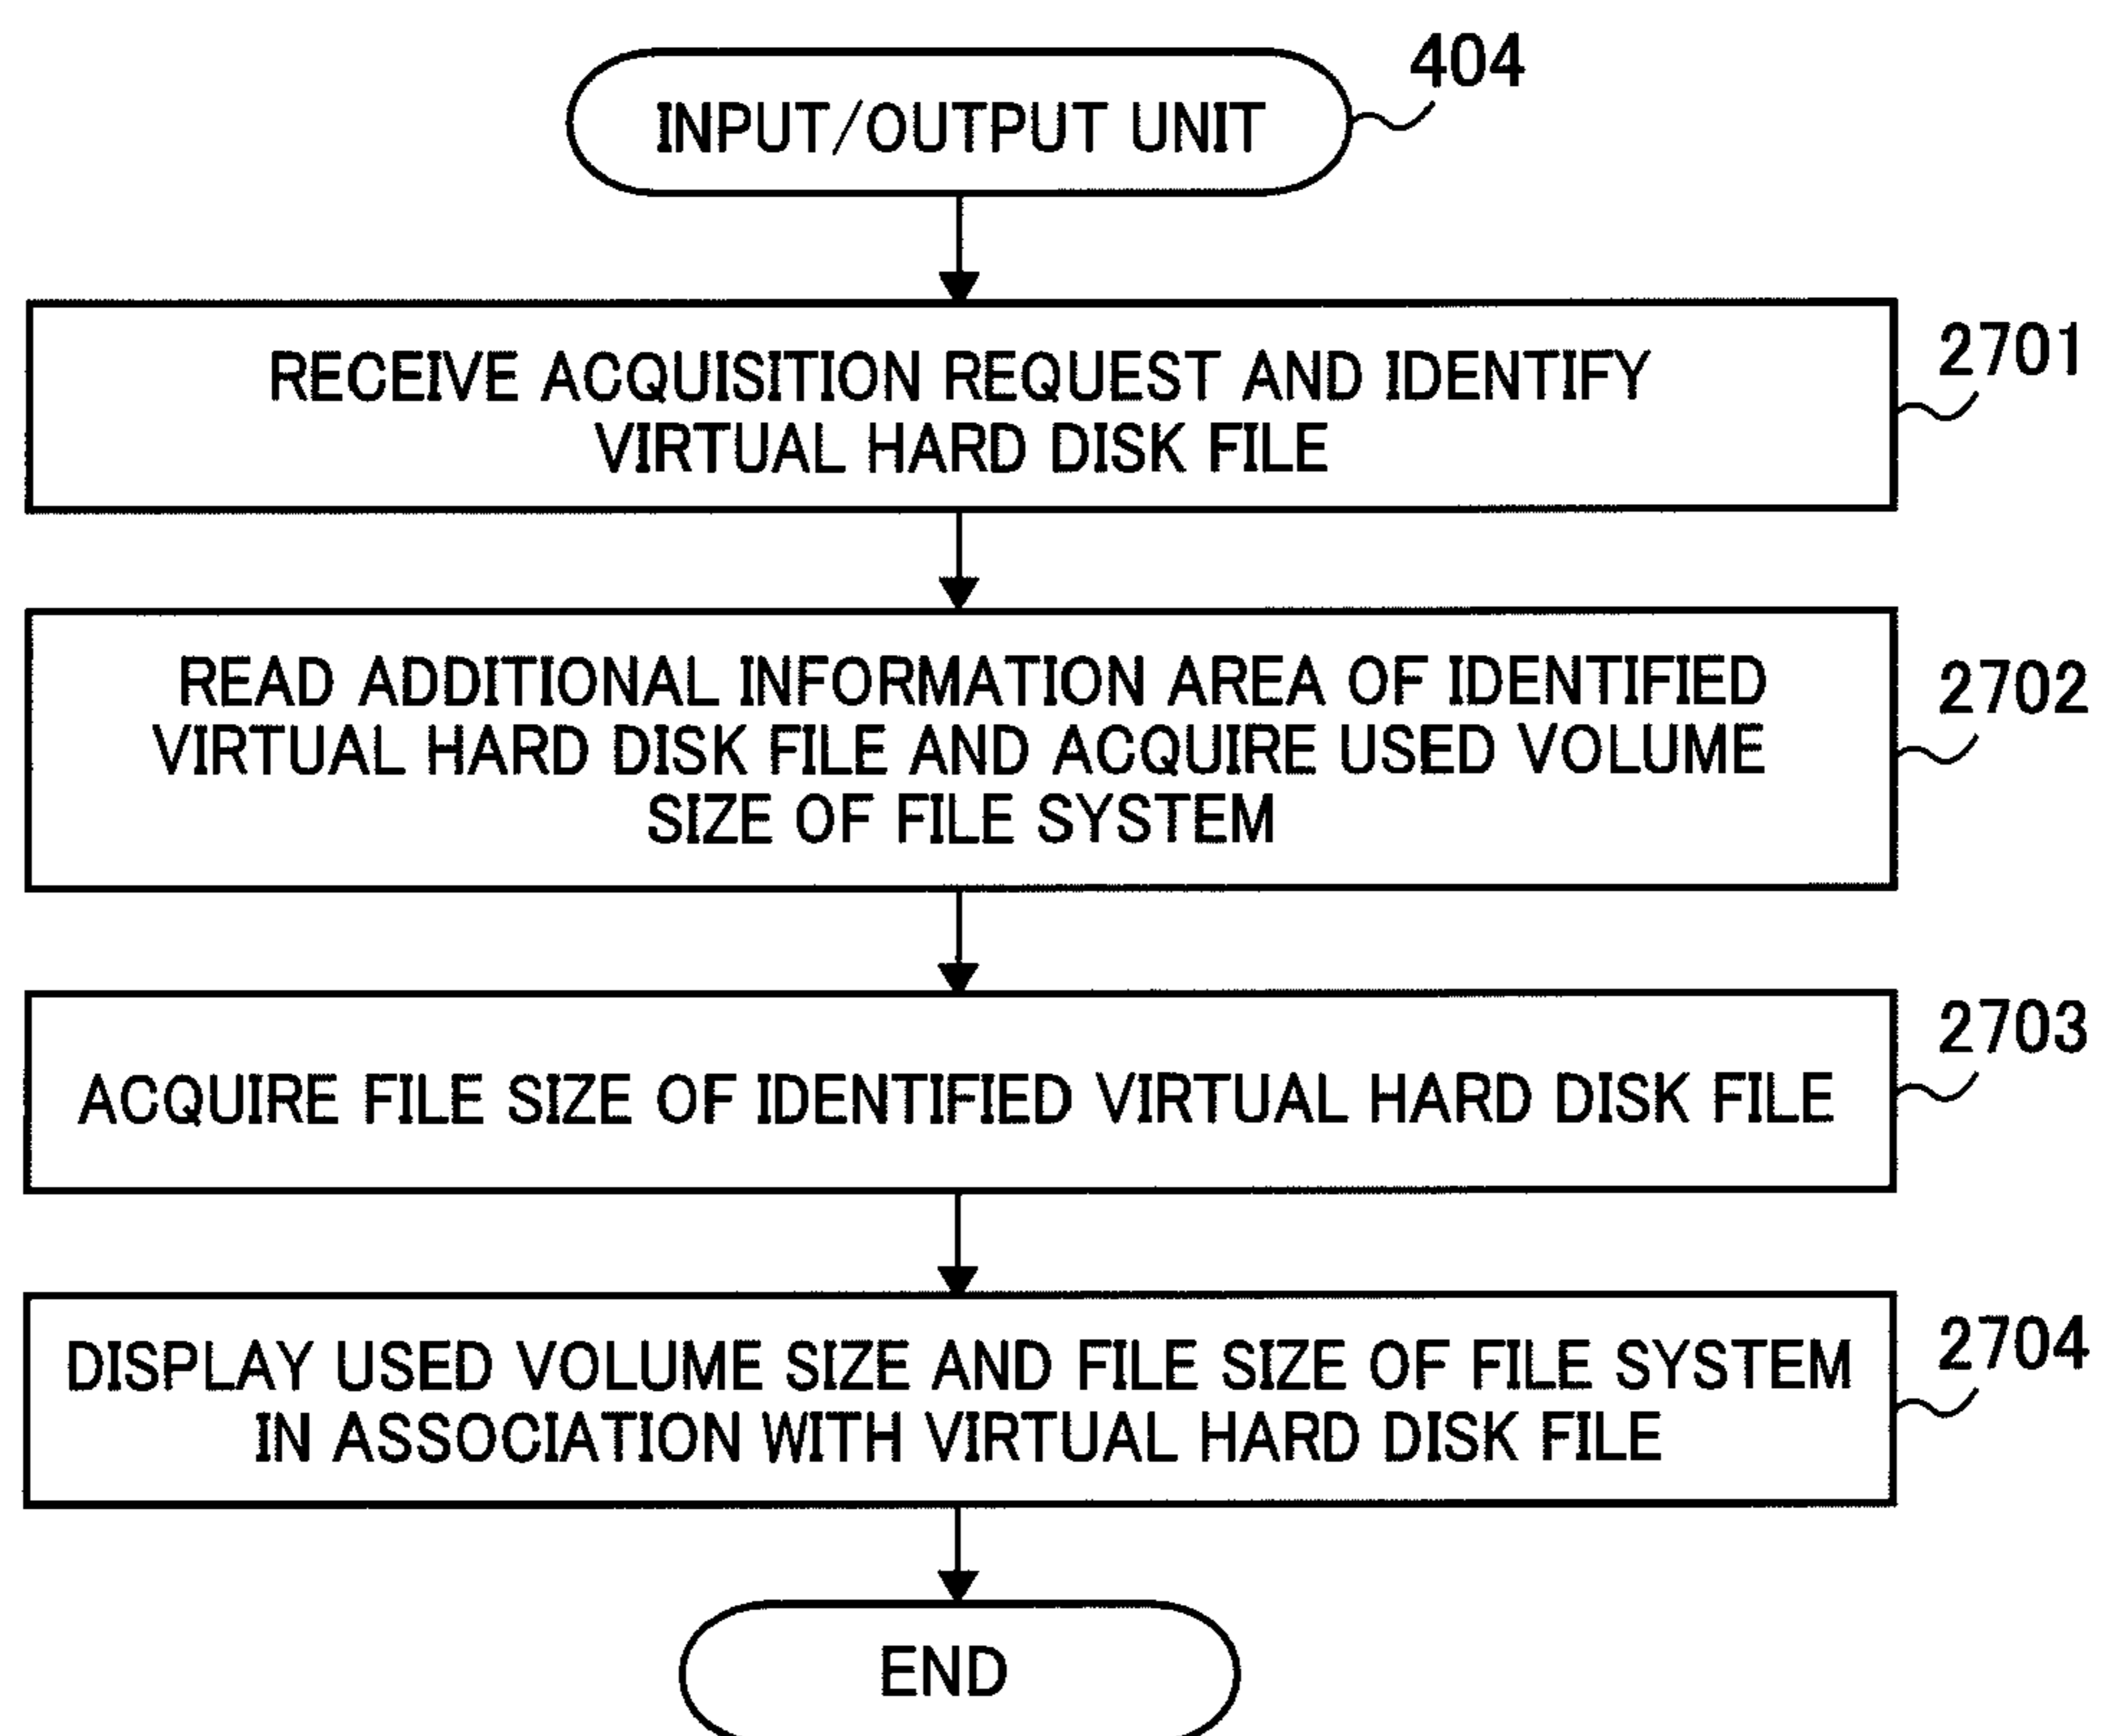 404
INPUT/OUTPUT UNIT
2701
RECEIVE ACQUISITION REQUEST AND IDENTIFY
VIRTUAL HARD DISK FILE
2702
READ ADDITIONAL INFORMATION AREA OF IDENTIFIED
VIRTUAL HARD DISK FILE AND ACQUIRE USED VOLUME
SIZE OF FILE SYSTEM
2703
ACQUIRE FILE SIZE OF IDENTIFIED VIRTUAL HARD DISK FILE
2704
DISPLAY USED VOLUME SIZE AND FILE SIZE OF FILE SYSTEM
IN ASSOCIATION WITH VIRTUAL HARD DISK FILE
END